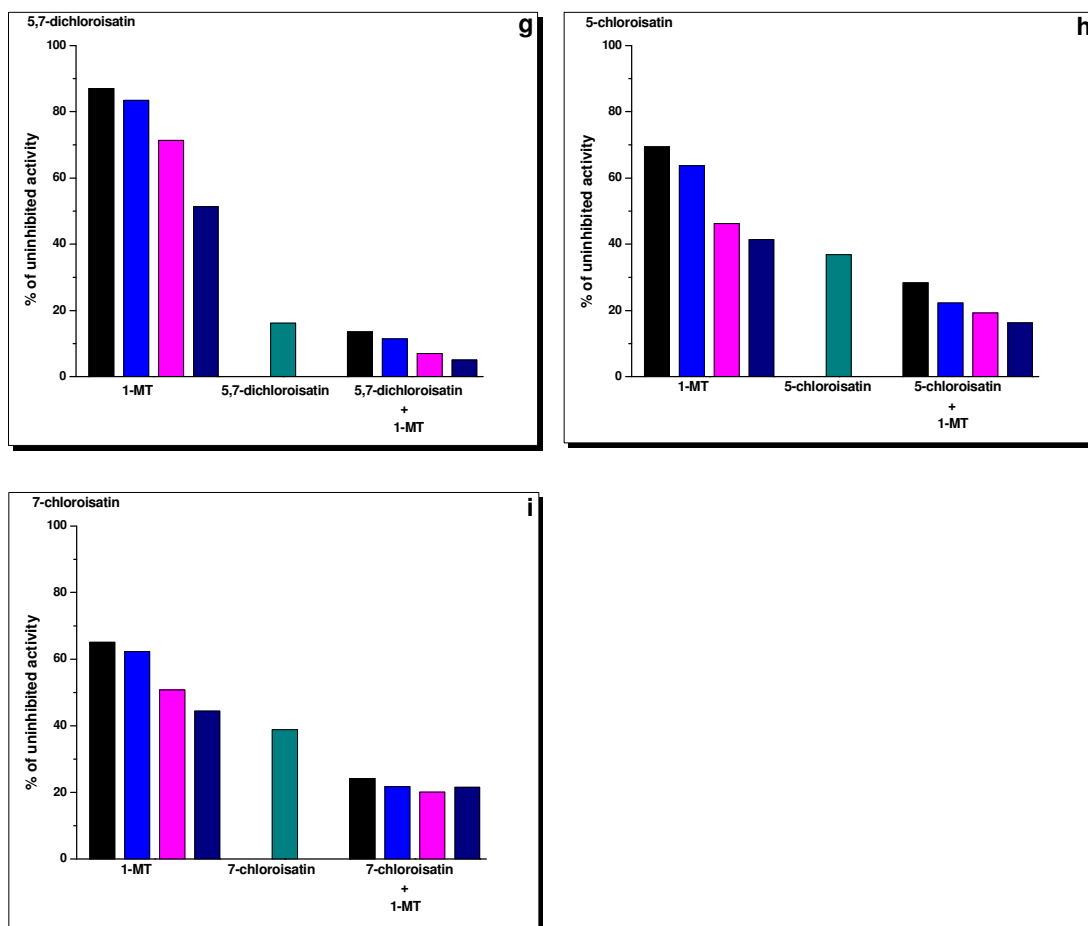 5,7-dichloroisatin
g
100
80
60
40
20
0
% of uninhibited activity
1-MT
5,7-dichloroisatin
5,7-dichloroisatin
+
1-MT
5-chloroisatin
h
100
80
60
40
20
0
% of uninhibited activity
1-MT
5-chloroisatin
5-chloroisatin
+
1-MT
7-chloroisatin
i
100
80
60
40
20
0
% of uninhibited activity
1-MT
7-chloroisatin
7-chloroisatin
+
1-MT